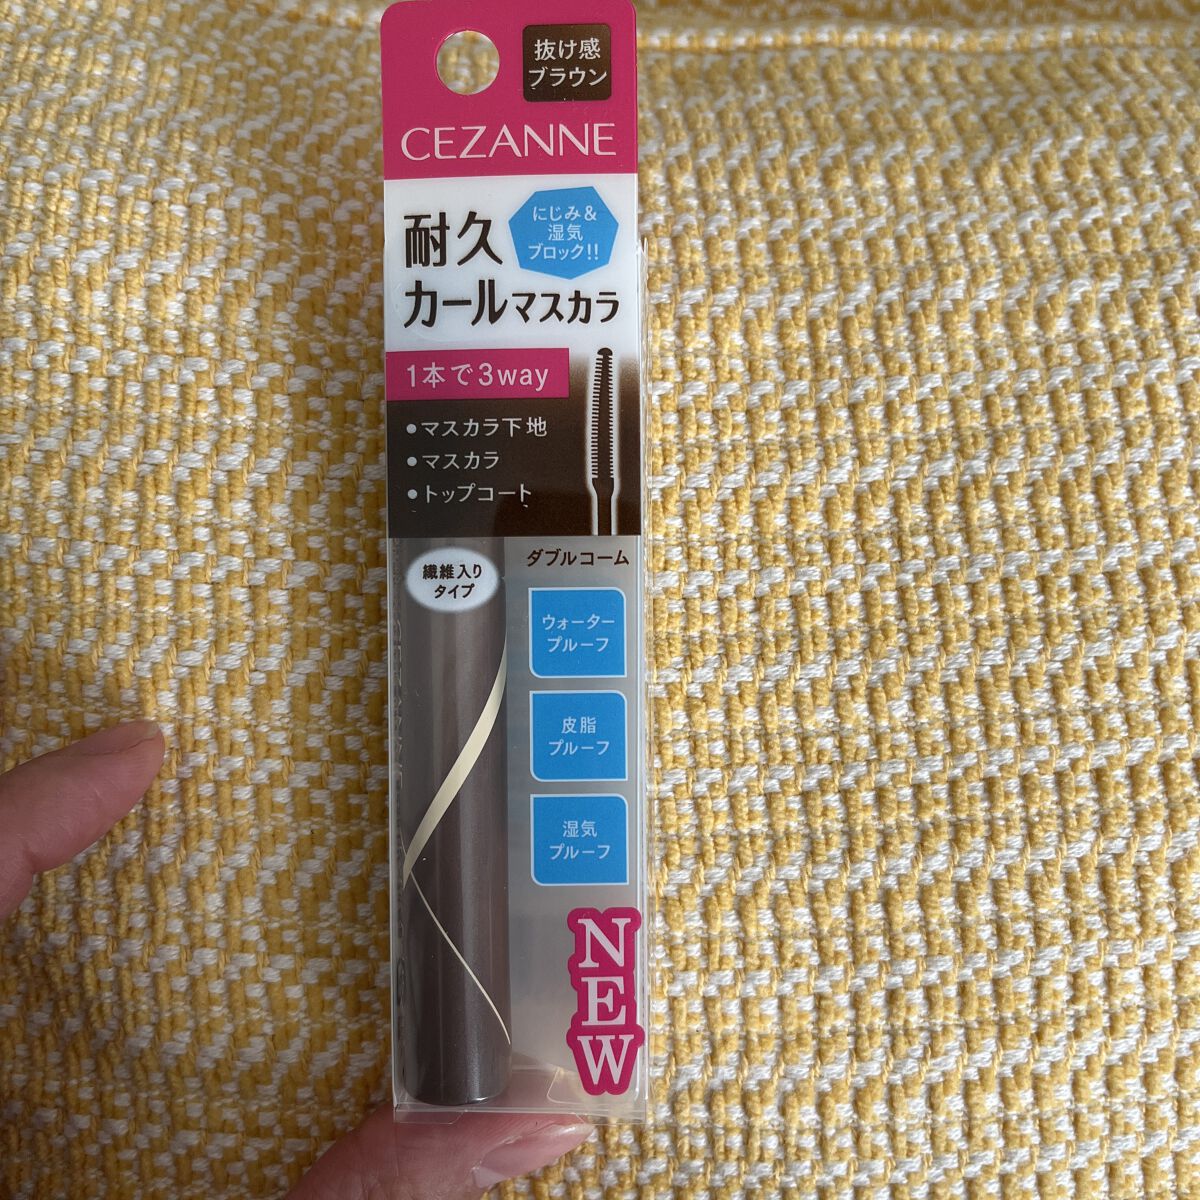 抜け感
ブラウン
CEZANNE
にじみ&
湿気
ブロック!!
耐久
カールマスカラ
1本で3way
●マスカラ下地
●マスカラ
●トップコート
ダブルコーム
繊維入り
タイプ
ウォーター
プルーフ
皮脂
プルーフ
湿気
プルーフ
NEW